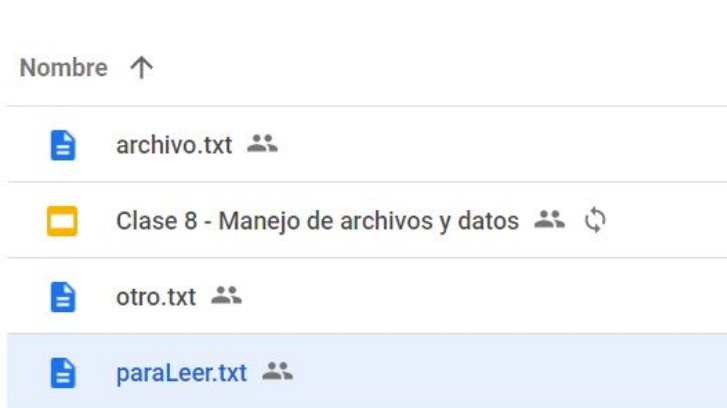 Nombre
archivo.txt
Clase 8 - Manejo de archivos y datos
otro.txt
paraLeer.txt